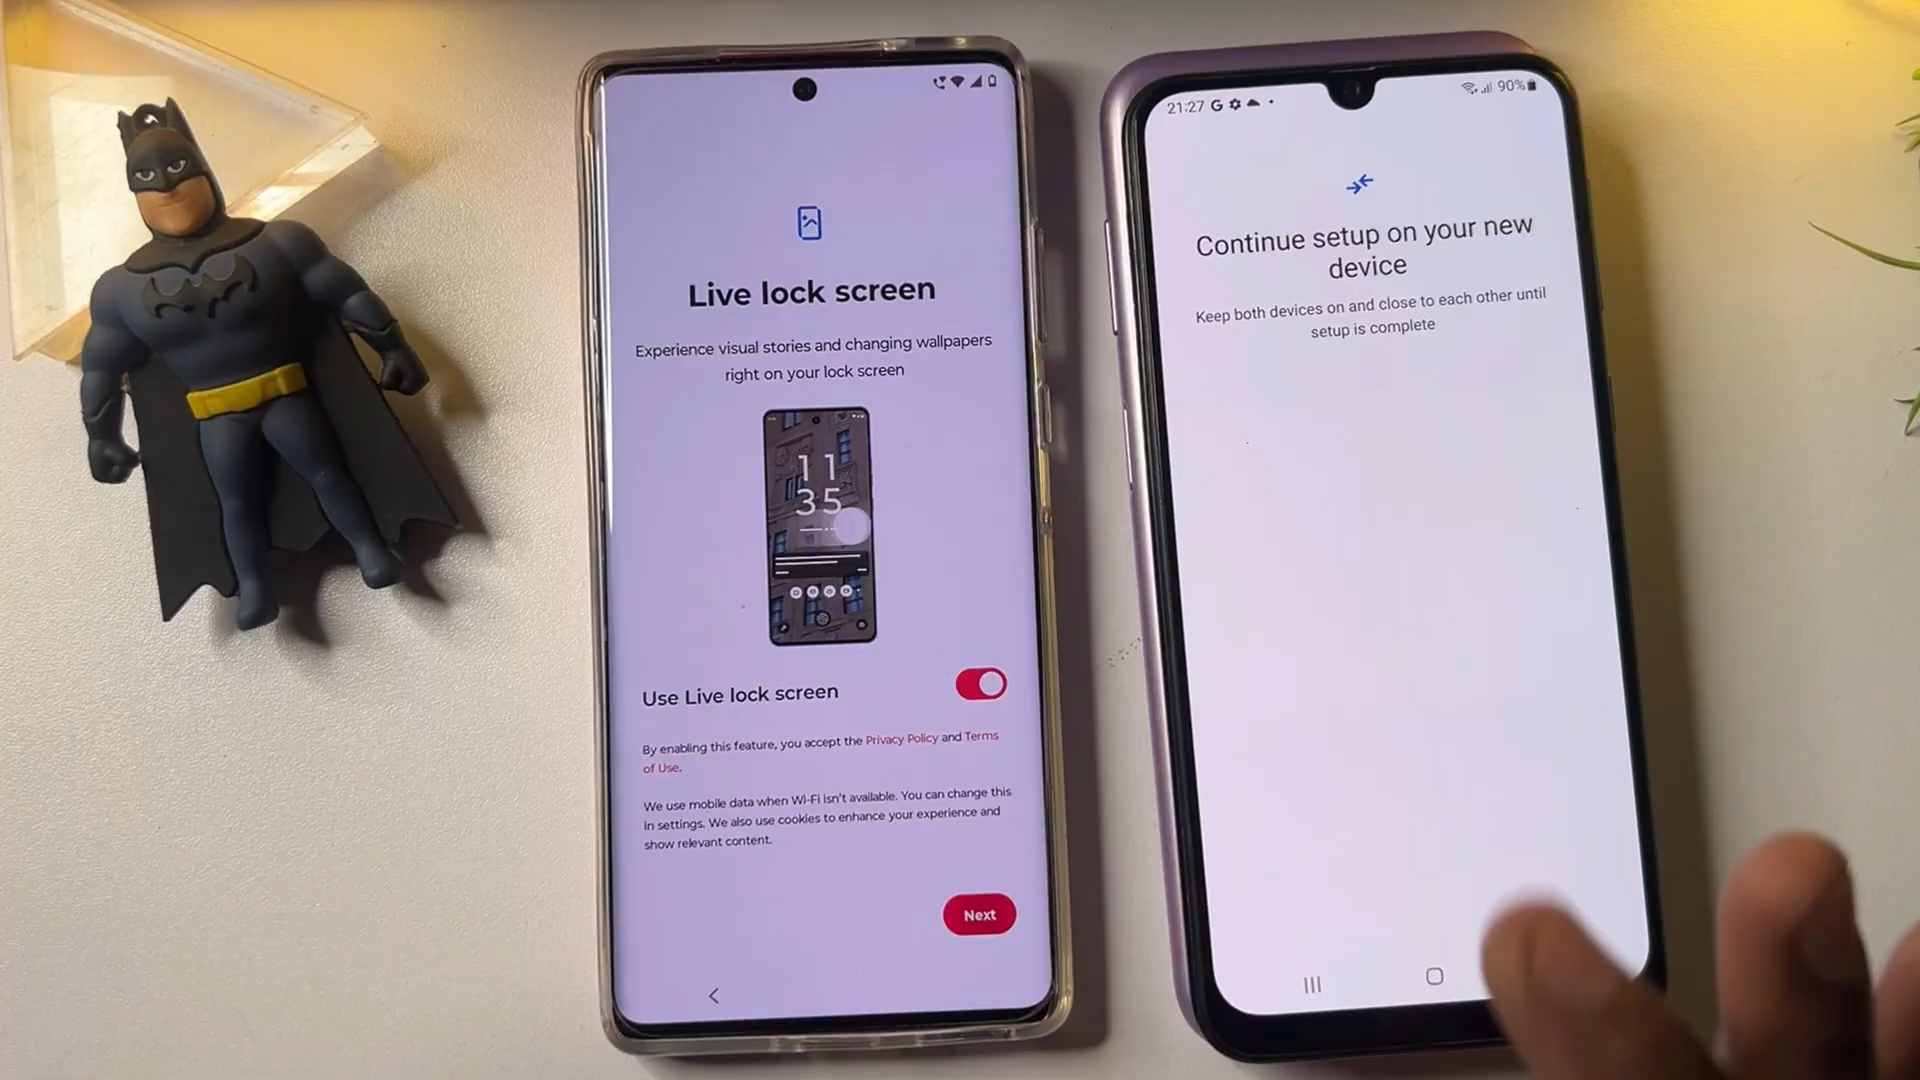 Live lock screen
Experience visual stories and changing wallpapers
right on your lock screen
11
35
Use Live lock screen
By enabling this feature, you accept the Privacy Policy and Terms
of Use.
We use mobile data when Wi-Fi isn't available. You can change this
in settings. We also use cookies to enhance your experience and
show relevant content.
Next
21:27 G
90%
Continue setup on your new
device
Keep both devices on and close to each other until
setup is complete